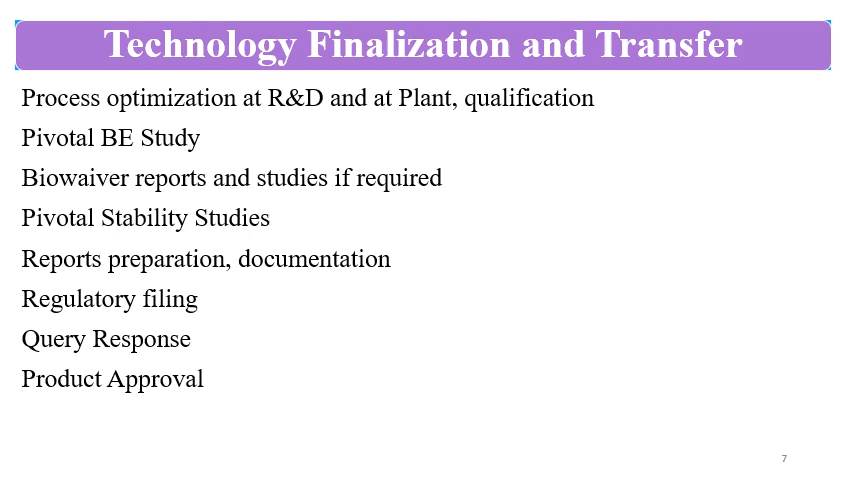 Technology Finalization and Transfer
Process optimization at R&D and at Plant, qualification
Pivotal BE Study
Biowaiver reports and studies if required
Pivotal Stability Studies
Reports preparation, documentation
Regulatory filing
Query Response
Product Approval
7